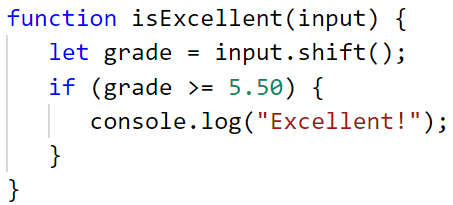 function isExcellent(input) {
   let grade = input.shift();
   if (grade >= 5.50) {
      console.log("Excellent!");
   }
}